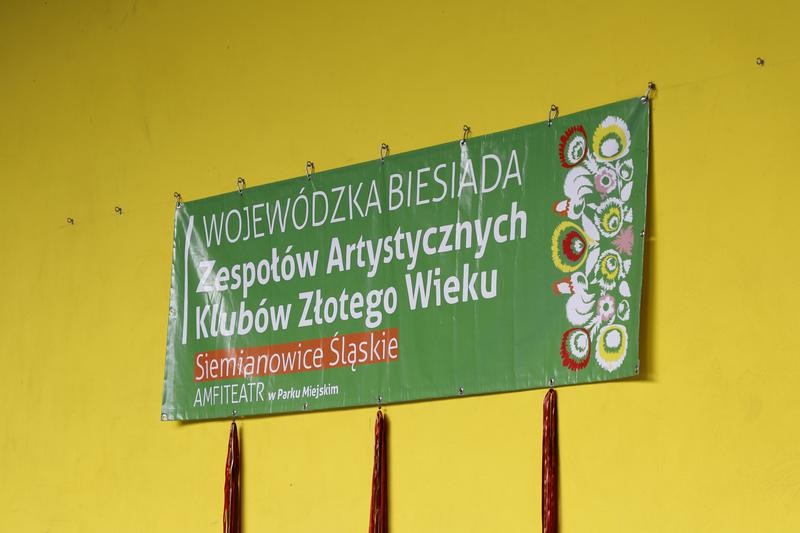 WOJEWÓDZKA BIESIADA
Zespołów Artystycznych
Klubów Złotego Wieku
Siemianowice Śląskie
AMFITEATR w Parku Miejskim